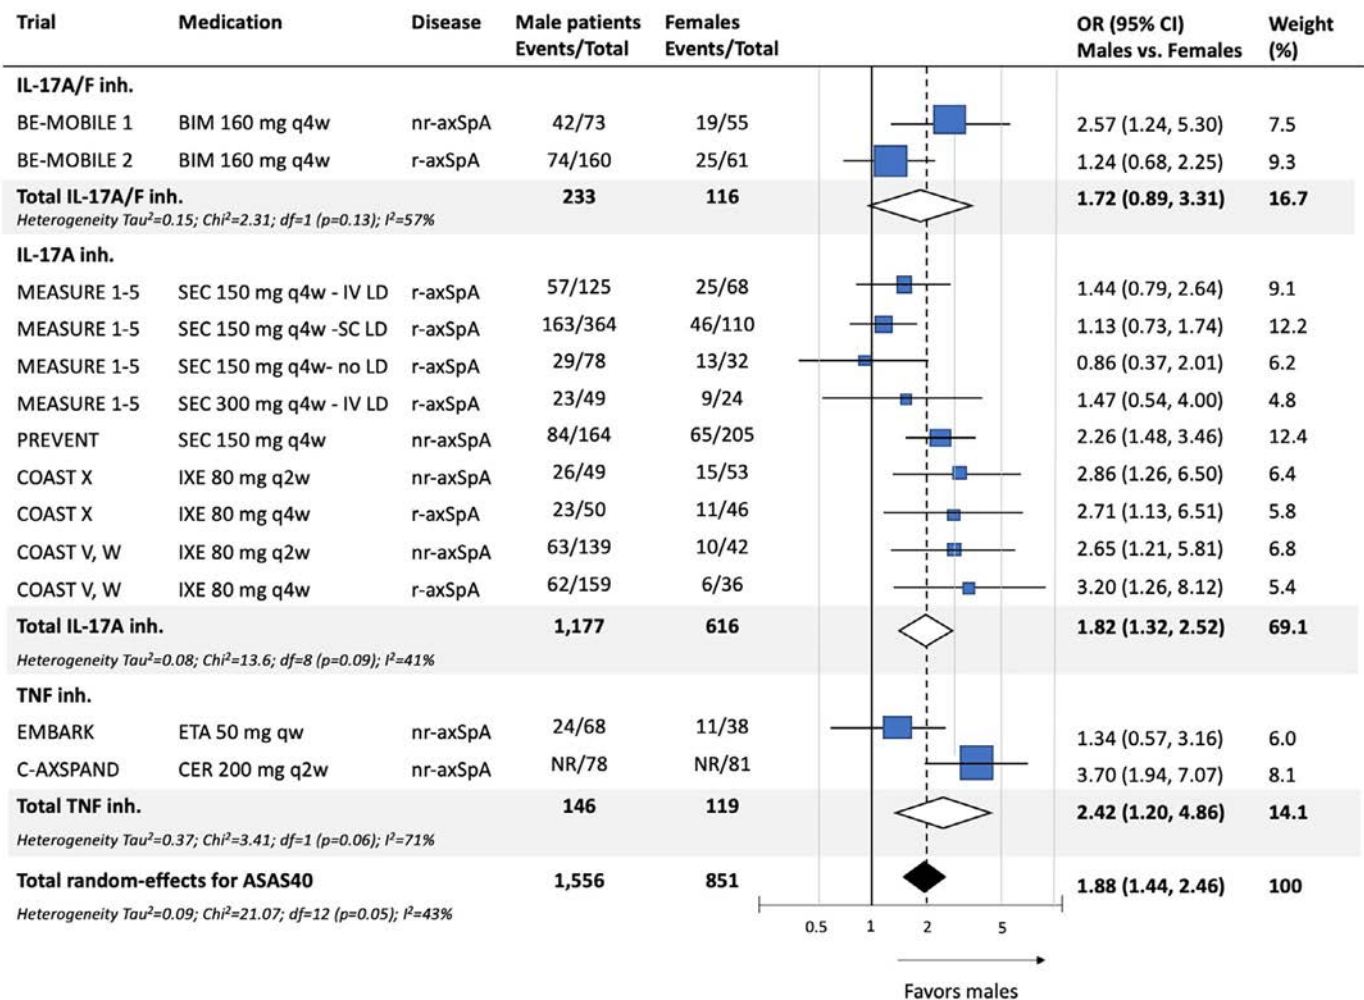 Trial Medication Disease Male patients Events/Total Females Events/Total OR (95% CI) Males vs. Females Weight (%)
IL-17A/F inh.
BE-MOBILE 1 BIM 160 mg q4w nr-axSpA 42/73 19/55 2.57 (1.24, 5.30) 7.5
BE-MOBILE 2 BIM 160 mg q4w r-axSpA 74/160 25/61 1.24 (0.68, 2.25) 9.3
Total IL-17A/F inh. 233 116 1.72 (0.89, 3.31) 16.7
Heterogeneity Tau²=0.15; Chi²=2.31; df=1 (p=0.13); I²=57%
IL-17A inh.
MEASURE 1-5 SEC 150 mg q4w - IV LD r-axSpA 57/125 25/68 1.44 (0.79, 2.64) 9.1
MEASURE 1-5 SEC 150 mg q4w -SC LD r-axSpA 163/364 46/110 1.13 (0.73, 1.74) 12.2
MEASURE 1-5 SEC 150 mg q4w- no LD r-axSpA 29/78 13/32 0.86 (0.37, 2.01) 6.2
MEASURE 1-5 SEC 300 mg q4w - IV LD r-axSpA 23/49 9/24 1.47 (0.54, 4.00) 4.8
PREVENT SEC 150 mg q4w nr-axSpA 84/164 65/205 2.26 (1.48, 3.46) 12.4
COAST X IXE 80 mg q2w nr-axSpA 26/49 15/53 2.86 (1.26, 6.50) 6.4
COAST X IXE 80 mg q4w r-axSpA 23/50 11/46 2.71 (1.13, 6.51) 5.8
COAST V, W IXE 80 mg q2w nr-axSpA 63/139 10/42 2.65 (1.21, 5.81) 6.8
COAST V, W IXE 80 mg q4w r-axSpA 62/159 6/36 3.20 (1.26, 8.12) 5.4
Total IL-17A inh. 1,177 616 1.82 (1.32, 2.52) 69.1
Heterogeneity Tau²=0.08; Chi²=13.6; df=8 (p=0.09); I²=41%
TNF inh.
EMBARK ETA 50 mg qw nr-axSpA 24/68 11/38 1.34 (0.57, 3.16) 6.0
C-AXSPAND CER 200 mg q2w nr-axSpA NR/78 NR/81 3.70 (1.94, 7.07) 8.1
Total TNF inh. 146 119 2.42 (1.20, 4.86) 14.1
Heterogeneity Tau²=0.37; Chi²=3.41; df=1 (p=0.06); I²=71%
Total random-effects for ASAS40 1,556 851 1.88 (1.44, 2.46) 100
Heterogeneity Tau²=0.09; Chi²=21.07; df=12 (p=0.05); I²=43%
0.5 1 2 5
Favors males